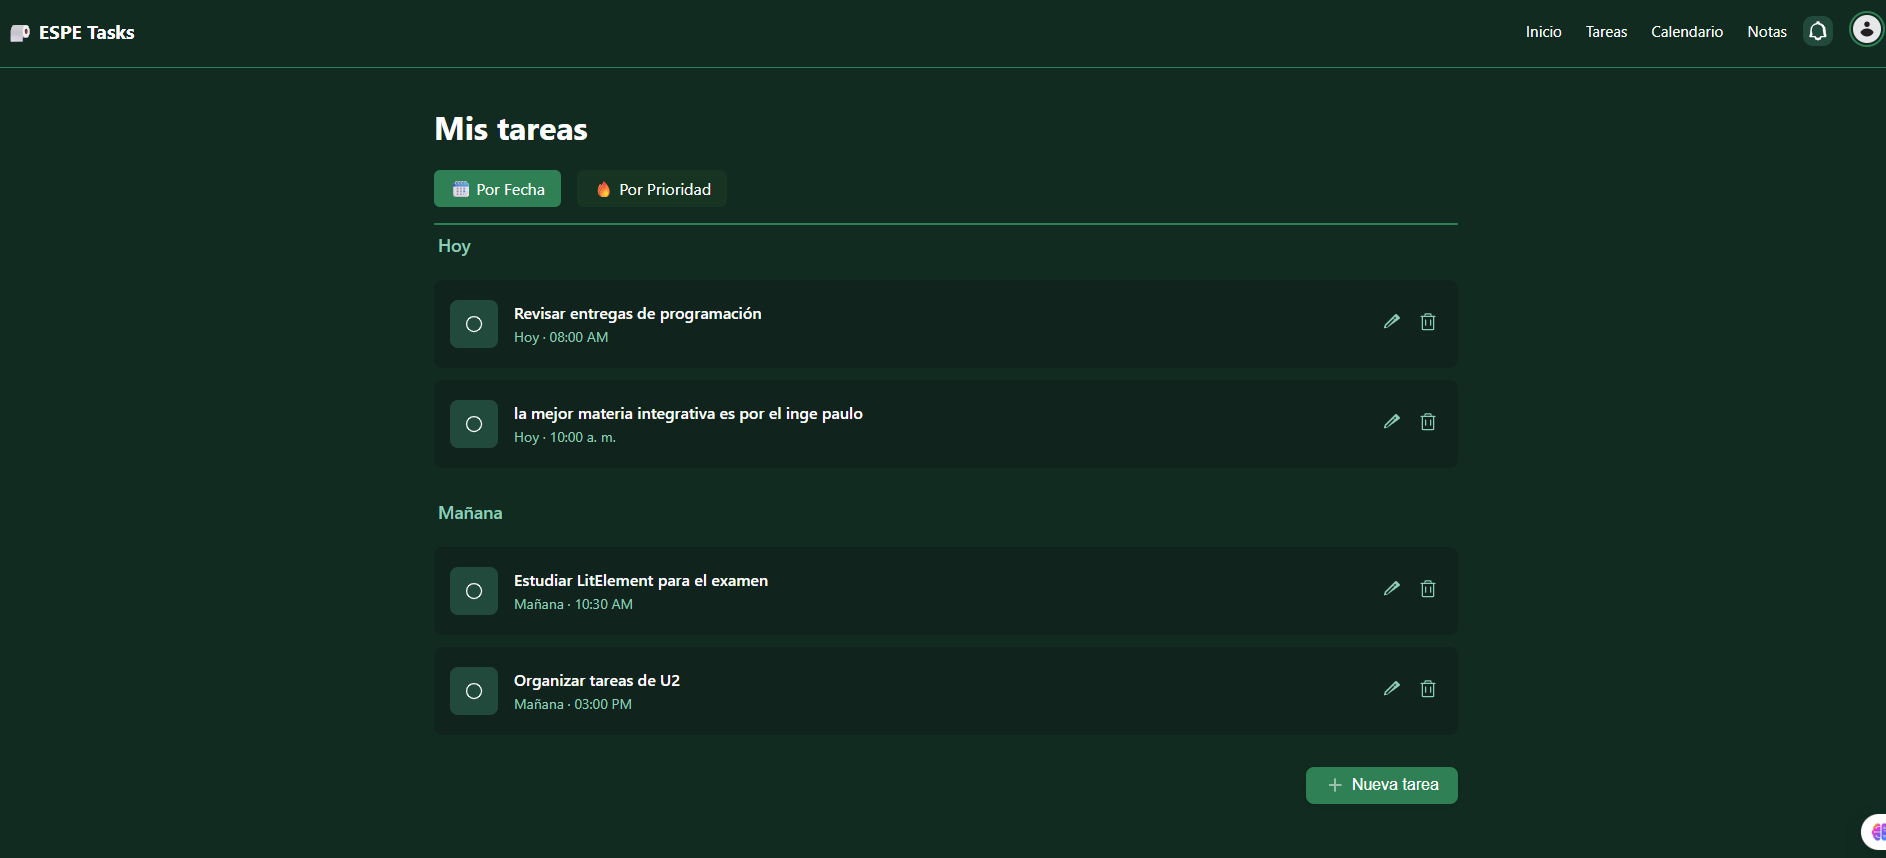 ESPE Tasks
Inicio Tareas Calendario Notas
Mis tareas
Por Fecha Por Prioridad
Hoy
Revisar entregas de programación
Hoy · 08:00 AM
la mejor materia integrativa es por el inge paulo
Hoy · 10:00 a. m.
Mañana
Estudiar LitElement para el examen
Mañana · 10:30 AM
Organizar tareas de U2
Mañana · 03:00 PM
Nueva tarea